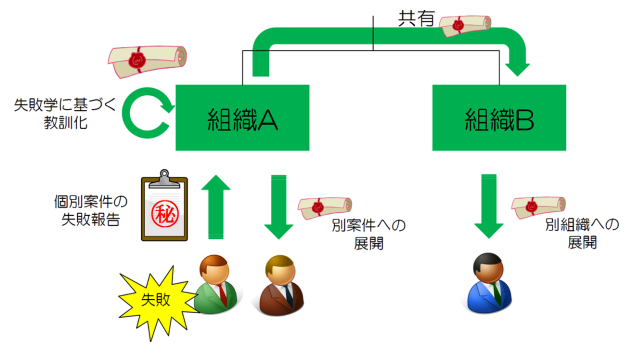 共有
失敗学に基づく
教訓化
組織A
組織B
個別案件の
失敗報告
秘
別案件への
展開
別組織への
展開
失敗